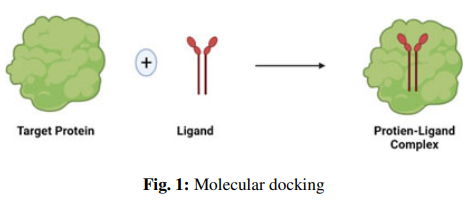 +
Target Protein
Ligand
Protien-Ligand
Complex
Fig. 1: Molecular docking